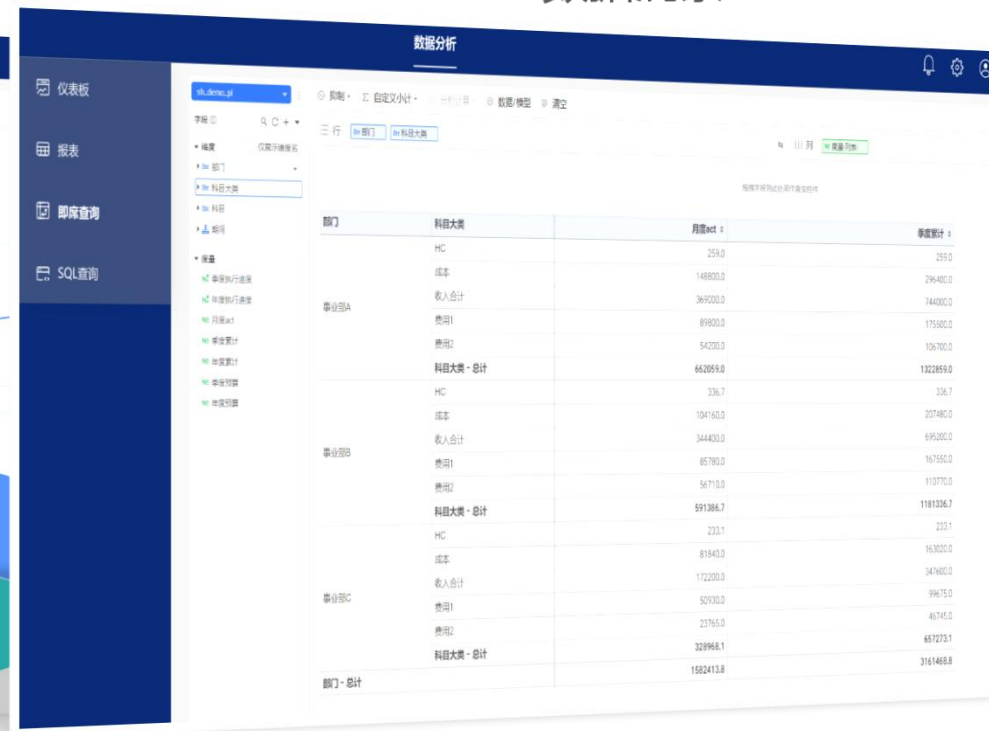 数据分析
仪表板
报表
即席查询
SQL查询
sh_demo_pl
字段
维度 仅展示维度名
部门
科目大类
科目
期间
度量
季度执行进度
年度执行进度
月度act
季度累计
年度累计
季度预算
年度预算
抑制 Σ 自定义小计 数据/模型 清空
行 部门 科目大类
列 度量-列表
部门 科目大类 月度act 季度累计
HC 259.0 259.0
成本 148800.0 296400.0
收入合计 369000.0 744000.0
事业部A
费用1 89800.0 175500.0
费用2 54200.0 106700.0
科目大类 - 总计 662059.0 1322859.0
HC 336.7 336.7
成本 104160.0 207480.0
收入合计 344400.0 695200.0
事业部B
费用1 85780.0 167550.0
费用2 56710.0 110770.0
科目大类 - 总计 591386.7 1181336.7
HC 233.1 233.1
成本 81840.0 163020.0
收入合计 172200.0 347600.0
事业部C
费用1 50930.0 99675.0
费用2 23765.0 46745.0
科目大类 - 总计 328968.1 657273.1
部门 - 总计 1582413.8 3161468.8